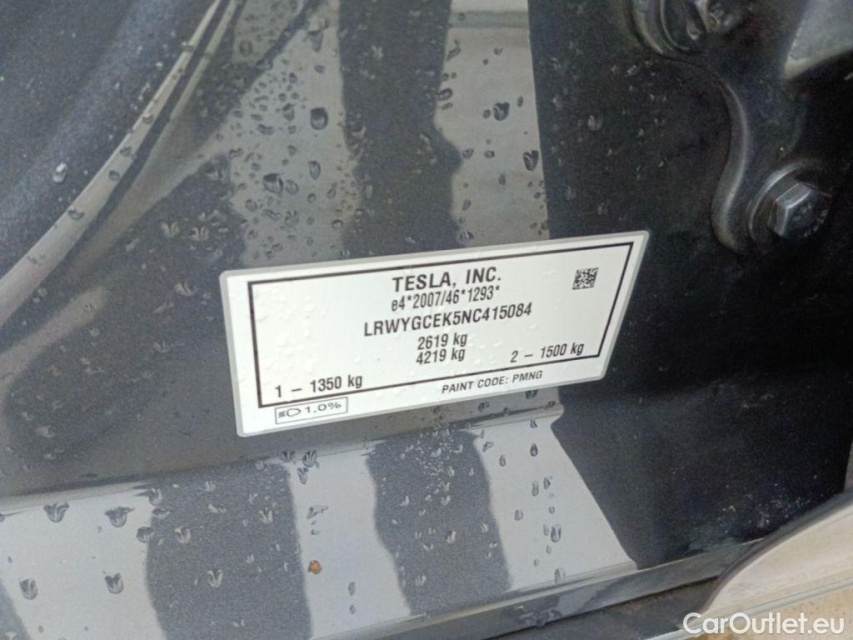 TESLA, INC.
e4*2007/46*1293*
LRWYGCEK5NC415084
2619 kg
4219 kg
1 – 1350 kg
2 – 1500 kg
PAINT CODE: PMNG
1.0%
CarOutlet.eu